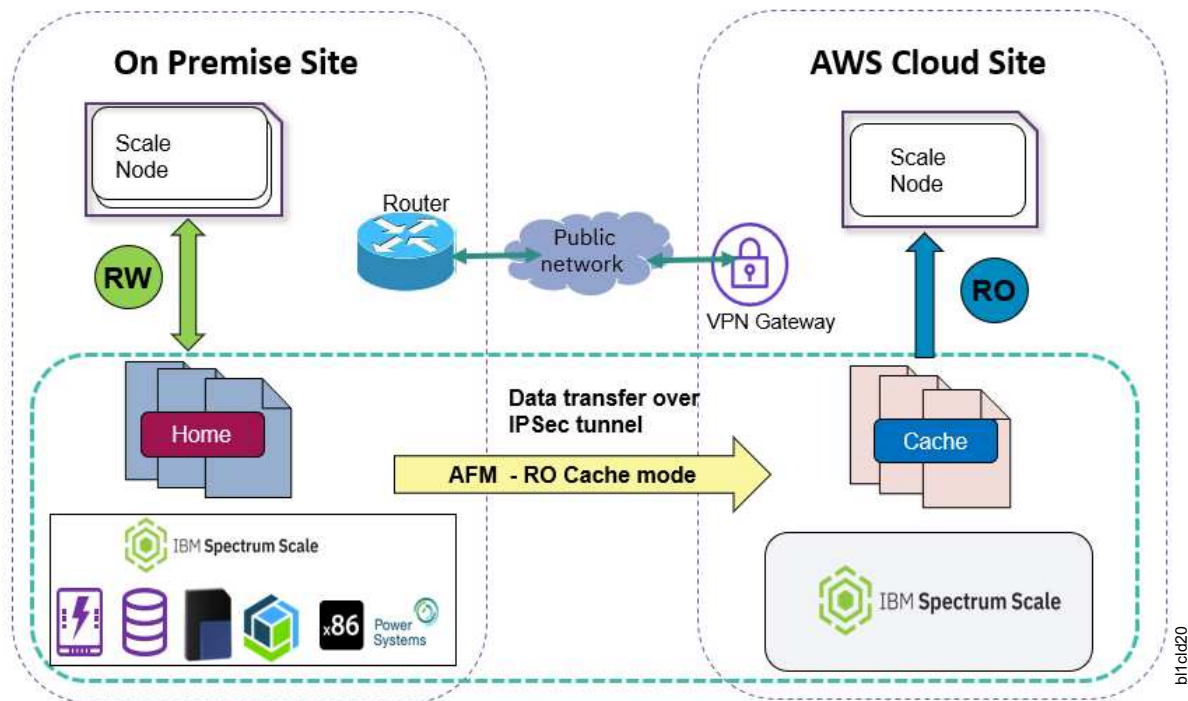 On Premise Site
AWS Cloud Site
Scale
Node
Scale
Node
Router
Public
network
VPN Gateway
RW
RO
Data transfer over
IPSec tunnel
Home
AFM - RO Cache mode
Cache
IBM Spectrum Scale
x86
Power
Systems
IBM Spectrum Scale
bl1cld20